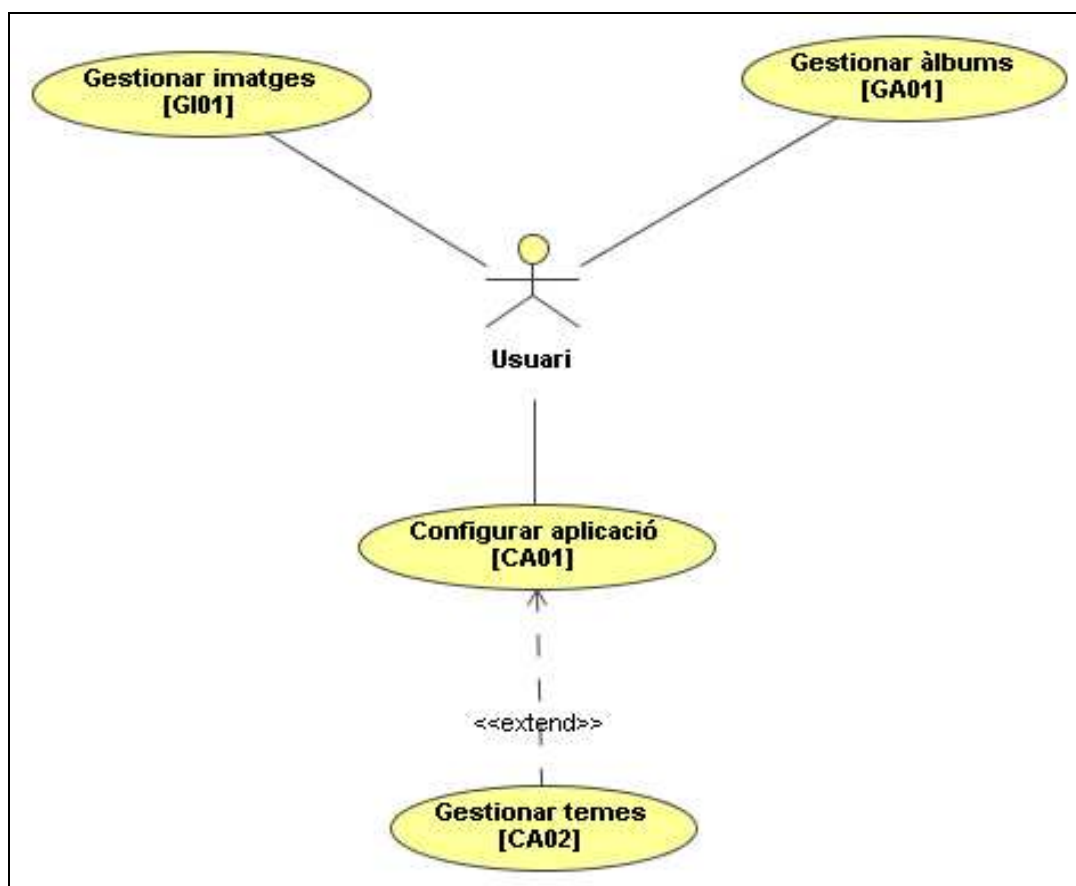 Gestionar imatges
[GI01]
Gestionar àlbums
[GA01]
Usuari
Configurar aplicació
[CA01]
<<extend>>
Gestionar temes
[CA02]